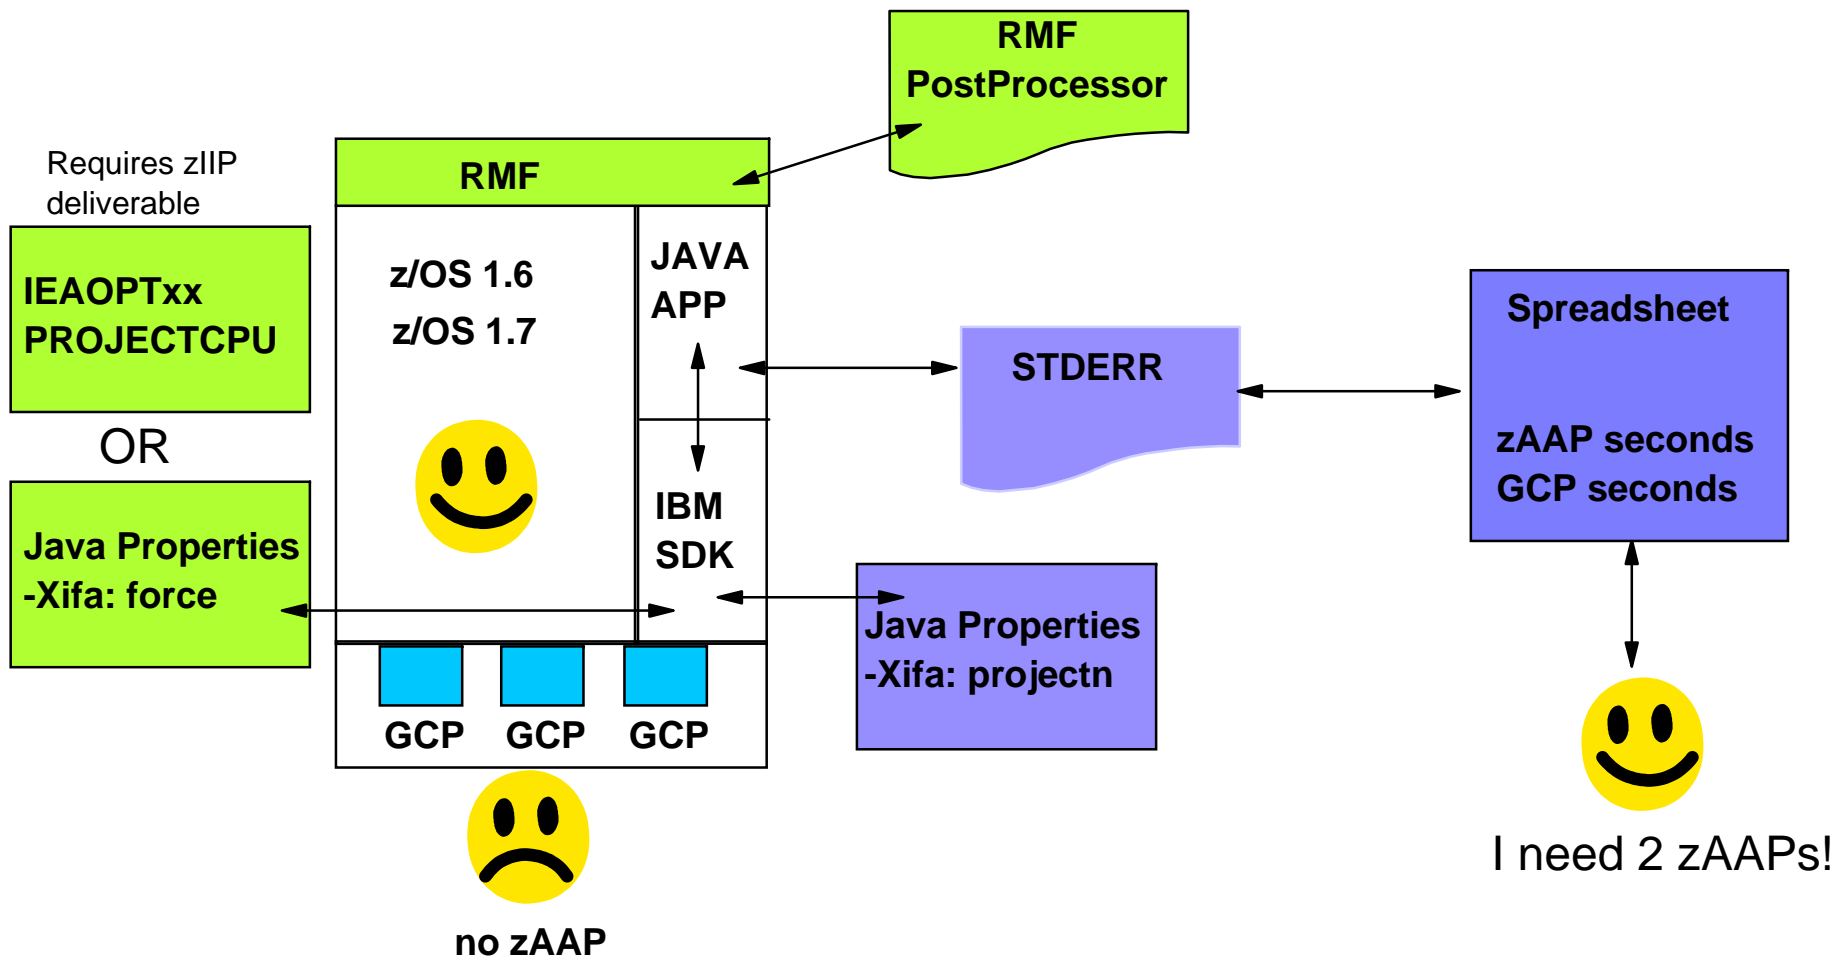 RMF
PostProcessor
Requires zIIP
deliverable
RMF
IEAOPTxx
PROJECTCPU
OR
Java Properties
-Xifa: force
z/OS 1.6
z/OS 1.7
JAVA
APP
IBM
SDK
STDERR
Spreadsheet
zAAP seconds
GCP seconds
Java Properties
-Xifa: projectn
GCP GCP GCP
no zAAP
I need 2 zAAPs!